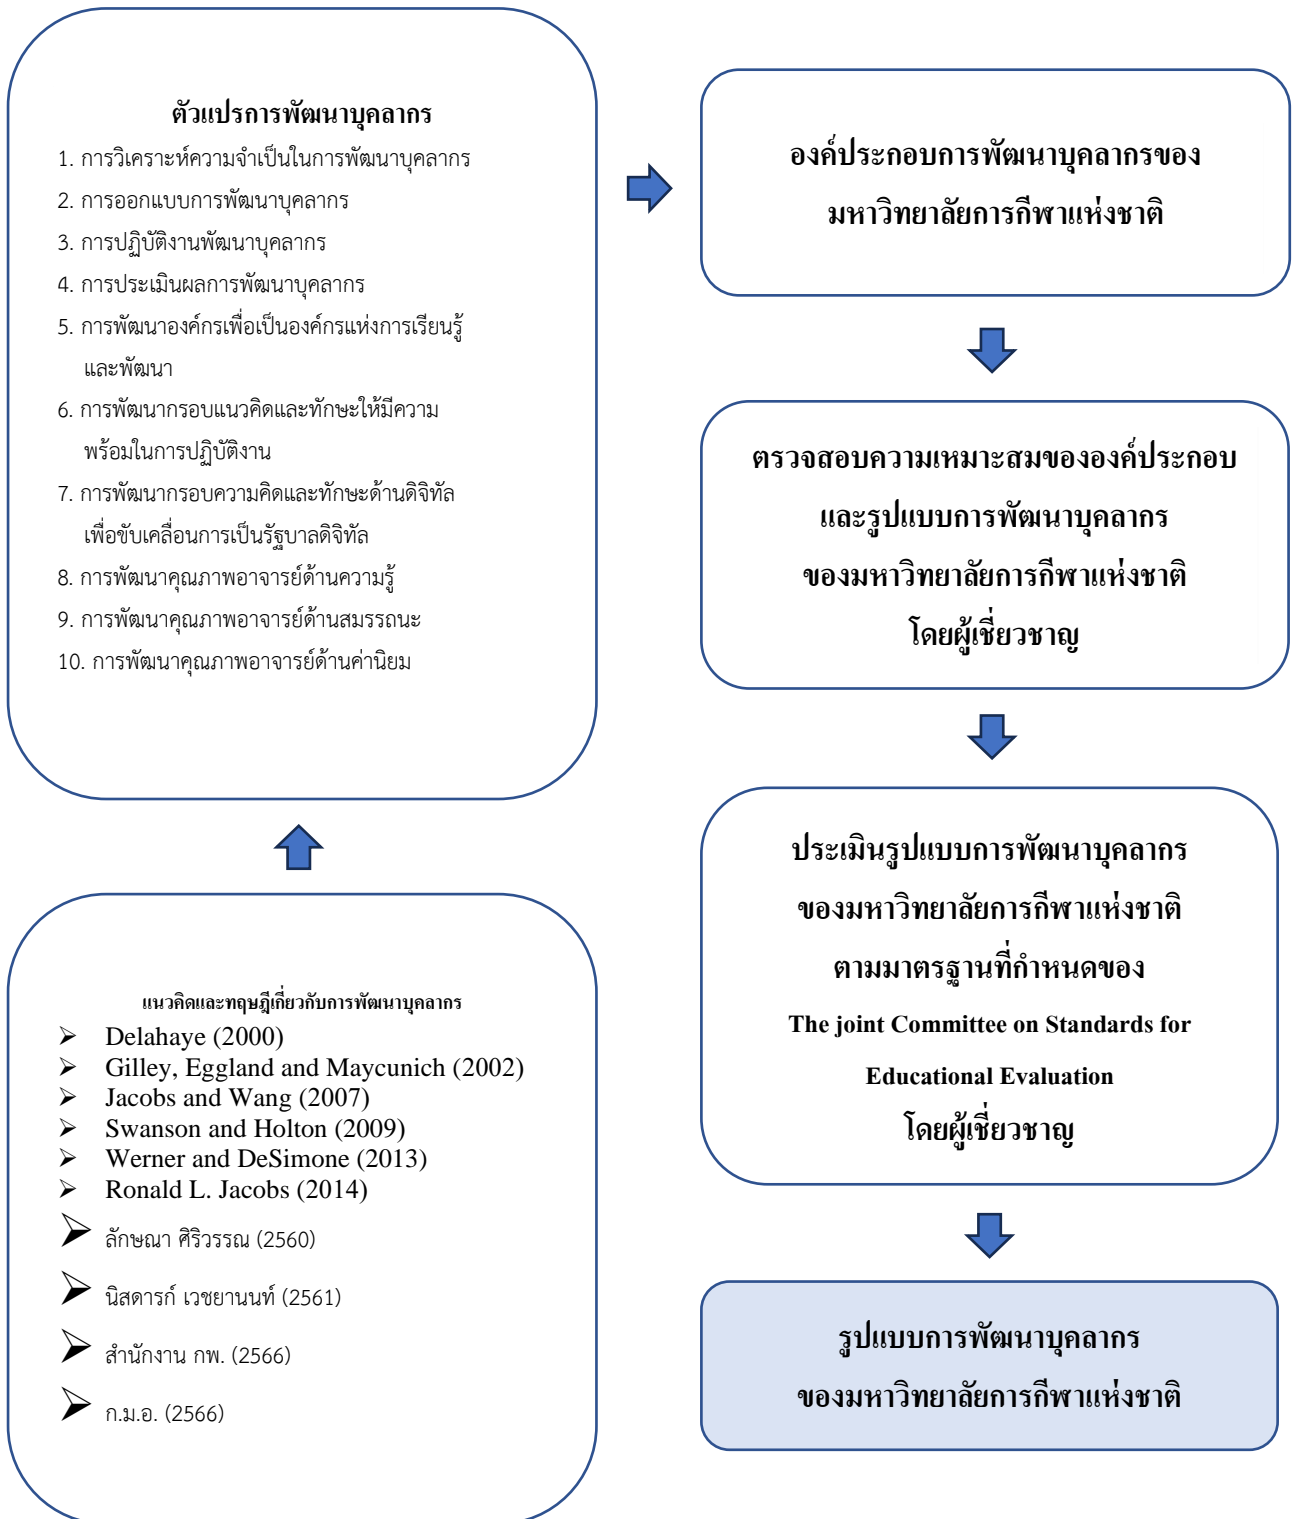 ตัวแปรการพัฒนาบุคลากร
1. การวิเคราะห์ความจำเป็นในการพัฒนาบุคลากร
2. การออกแบบการพัฒนาบุคลากร
3. การปฏิบัติงานพัฒนาบุคลากร
4. การประเมินผลการพัฒนาบุคลากร
5. การพัฒนาองค์กรเพื่อเป็นองค์กรแห่งการเรียนรู้
และพัฒนา
6. การพัฒนากรอบแนวคิดและทักษะให้มีความ
พร้อมในการปฏิบัติงาน
7. การพัฒนากรอบความคิดและทักษะด้านดิจิทัล
เพื่อขับเคลื่อนการเป็นรัฐบาลดิจิทัล
8. การพัฒนาคุณภาพอาจารย์ด้านความรู้
9. การพัฒนาคุณภาพอาจารย์ด้านสมรรถนะ
10. การพัฒนาคุณภาพอาจารย์ด้านค่านิยม
แนวคิดและทฤษฎีเกี่ยวกับการพัฒนาบุคลากร
➢ Delahaye (2000)
➢ Gilley, Eggland and Maycunich (2002)
➢ Jacobs and Wang (2007)
➢ Swanson and Holton (2009)
➢ Werner and DeSimone (2013)
➢ Ronald L. Jacobs (2014)
➢ ลักษณา ศิริวรรณ (2560)
➢ นิสดารก์ เวชยานนท์ (2561)
➢ สำนักงาน กพ. (2566)
➢ ก.ม.อ. (2566)
องค์ประกอบการพัฒนาบุคลากรของ
มหาวิทยาลัยการกีฬาแห่งชาติ
ตรวจสอบความเหมาะสมขององค์ประกอบ
และรูปแบบการพัฒนาบุคลากร
ของมหาวิทยาลัยการกีฬาแห่งชาติ
โดยผู้เชี่ยวชาญ
ประเมินรูปแบบการพัฒนาบุคลากร
ของมหาวิทยาลัยการกีฬาแห่งชาติ
ตามมาตรฐานที่กำหนดของ
The joint Committee on Standards for
Educational Evaluation
โดยผู้เชี่ยวชาญ
รูปแบบการพัฒนาบุคลากร
ของมหาวิทยาลัยการกีฬาแห่งชาติ